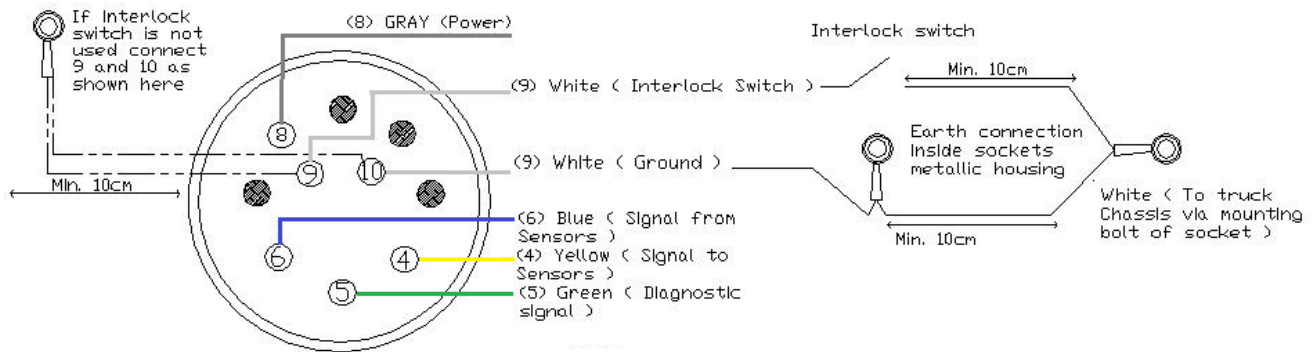 If Interlock
switch is not
used connect
9 and 10 as
shown here
Min. 10cm
(8) GRAY (Power)
(9) White ( Interlock Switch )
(9) White ( Ground )
(6) Blue ( Signal from
Sensors )
(4) Yellow ( Signal to
Sensors )
(5) Green ( Diagnostic
signal )
8
9
10
6
4
5
Interlock switch
Min. 10cm
Earth connection
Inside sockets
metallic housing
Min. 10cm
White ( To truck
Chassis via mounting
bolt of socket )